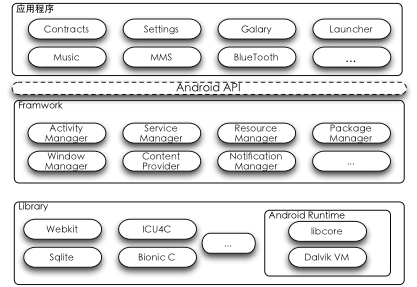 应用程序
Contracts
Settings
Galary
Launcher
Music
MMS
BlueTooth
...
Android API
Framwork
Activity
Manager
Service
Manager
Resource
Manager
Package
Manager
Window
Manager
Content
Provider
Notification
Manager
...
Library
Webkit
ICU4C
...
Sqlite
Bionic C
Android Runtime
libcore
Dalvik VM